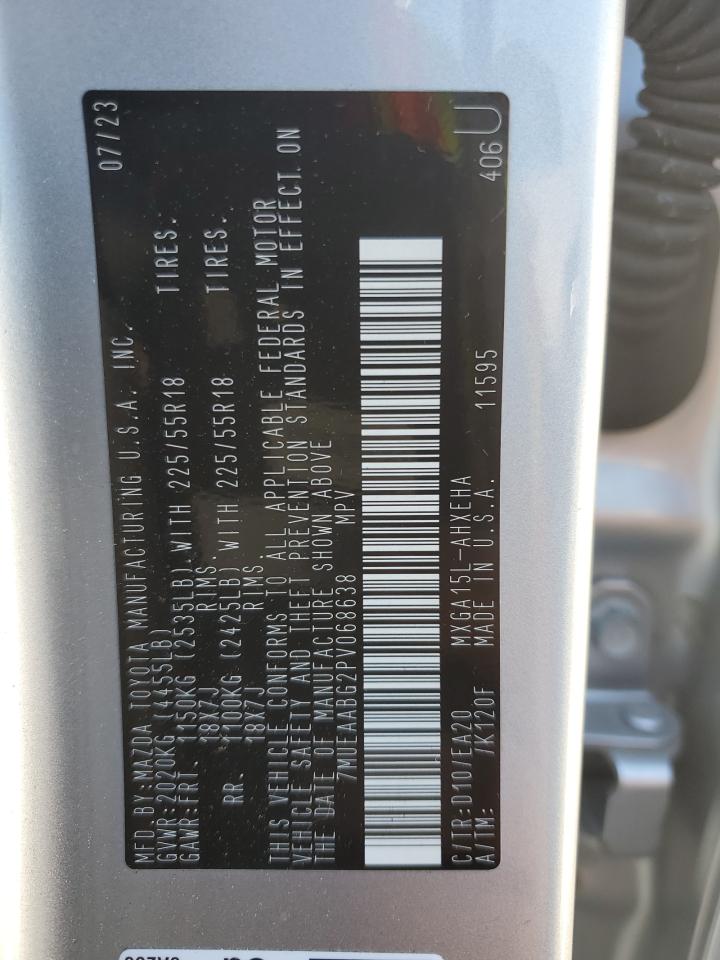 MFD. BY:MAZDA TOYOTA MANUFACTURING U.S.A. INC. 07/23
GVWR:2020KG (4455LB)
GAWR:FRT. 1150KG (2535LB) WITH 225/55R18 TIRES.
18X7J RIMS.
RR. 1100KG (2425LB) WITH 225/55R18 TIRES.
18X7J RIMS.
THIS VEHICLE CONFORMS TO ALL APPLICABLE FEDERAL MOTOR
VEHICLE SAFETY AND THEFT PREVENTION STANDARDS IN EFFECT ON
THE DATE OF MANUFACTURE SHOWN ABOVE.
7MUFAABG2PV068638 MPV
C/TR:D107/EA20 MXGA15L-AHXEHA
A/TM: /K120F MADE IN U.S.A. 11595
406 U